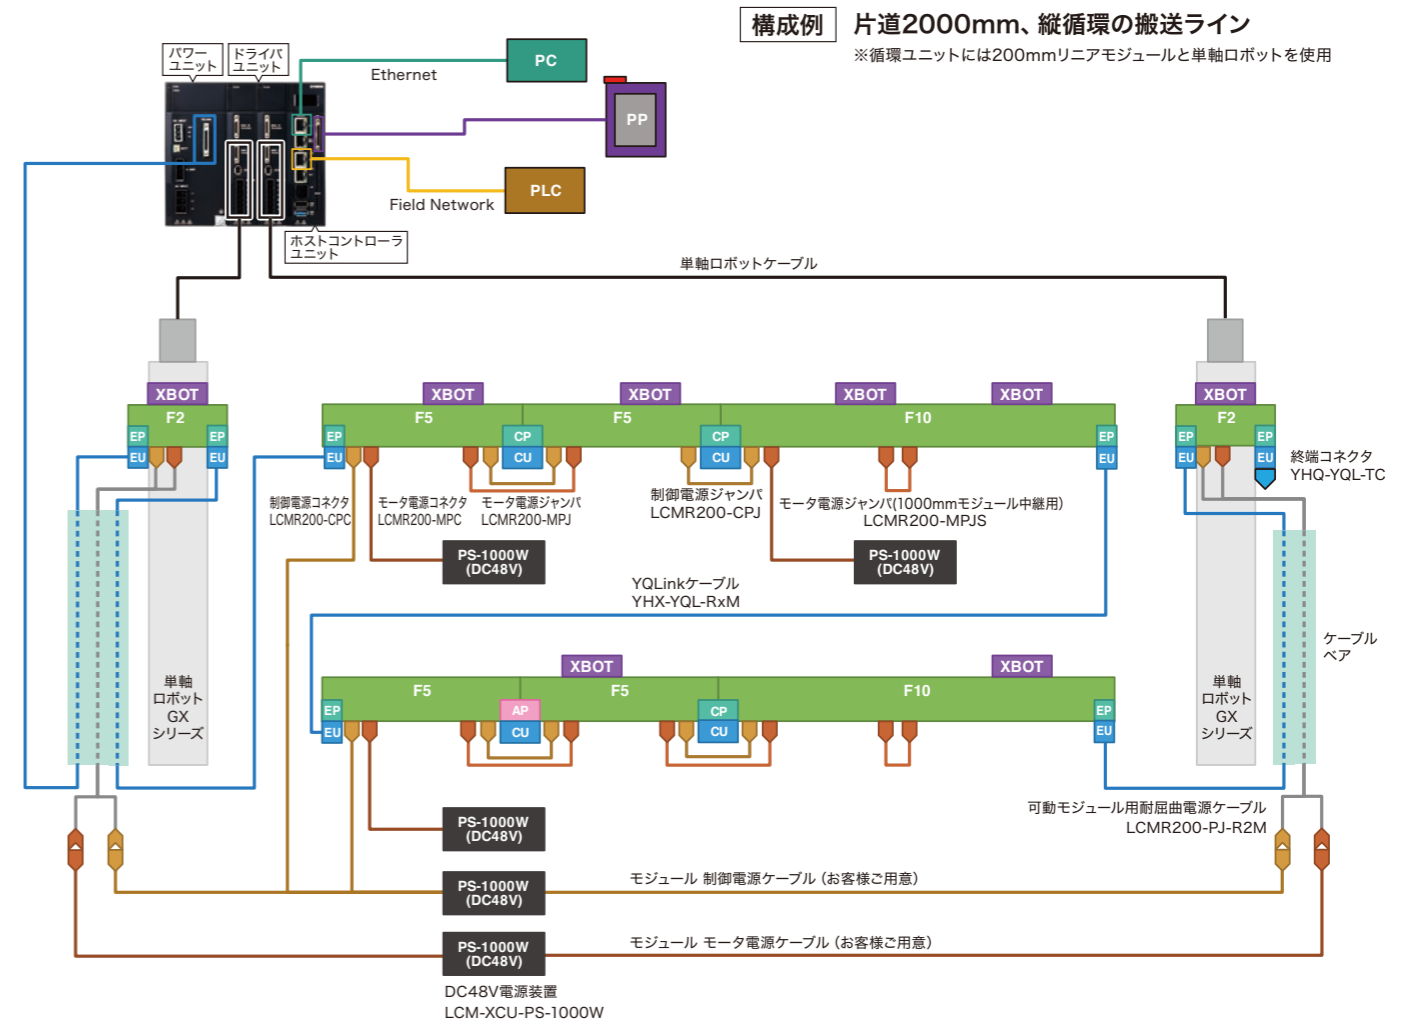 構成例 片道2000mm、縦循環の搬送ライン
※循環ユニットには200mmリニアモジュールと単軸ロボットを使用
パワー
ユニット
ドライバ
ユニット
Ethernet
PC
PP
Field Network
PLC
ホストコントローラ
ユニット
単軸ロボットケーブル
XBOT
XBOT
XBOT
XBOT
XBOT
XBOT
F2
F5
F5
F10
F2
EP
EP
EP
CP
CP
EP
EP
EP
EU
EU
EU
CU
CU
EU
EU
EU
終端コネクタ
YHQ-YQL-TC
制御電源コネクタ
LCMR200-CPC
モータ電源コネクタ
LCMR200-MPC
モータ電源ジャンパ
LCMR200-MPJ
制御電源ジャンパ
LCMR200-CPJ
モータ電源ジャンパ(1000mmモジュール中継用)
LCMR200-MPJS
PS-1000W
(DC48V)
PS-1000W
(DC48V)
YQLinkケーブル
YHX-YQL-RxM
ケーブル
ベア
XBOT
XBOT
F5
F5
F10
EP
AP
CP
EP
EU
CU
CU
EU
単軸
ロボット
GX
シリーズ
単軸
ロボット
GX
シリーズ
可動モジュール用耐屈曲電源ケーブル
LCMR200-PJ-R2M
PS-1000W
(DC48V)
PS-1000W
(DC48V)
モジュール 制御電源ケーブル（お客様ご用意）
PS-1000W
(DC48V)
モジュール モータ電源ケーブル（お客様ご用意）
DC48V電源装置
LCM-XCU-PS-1000W